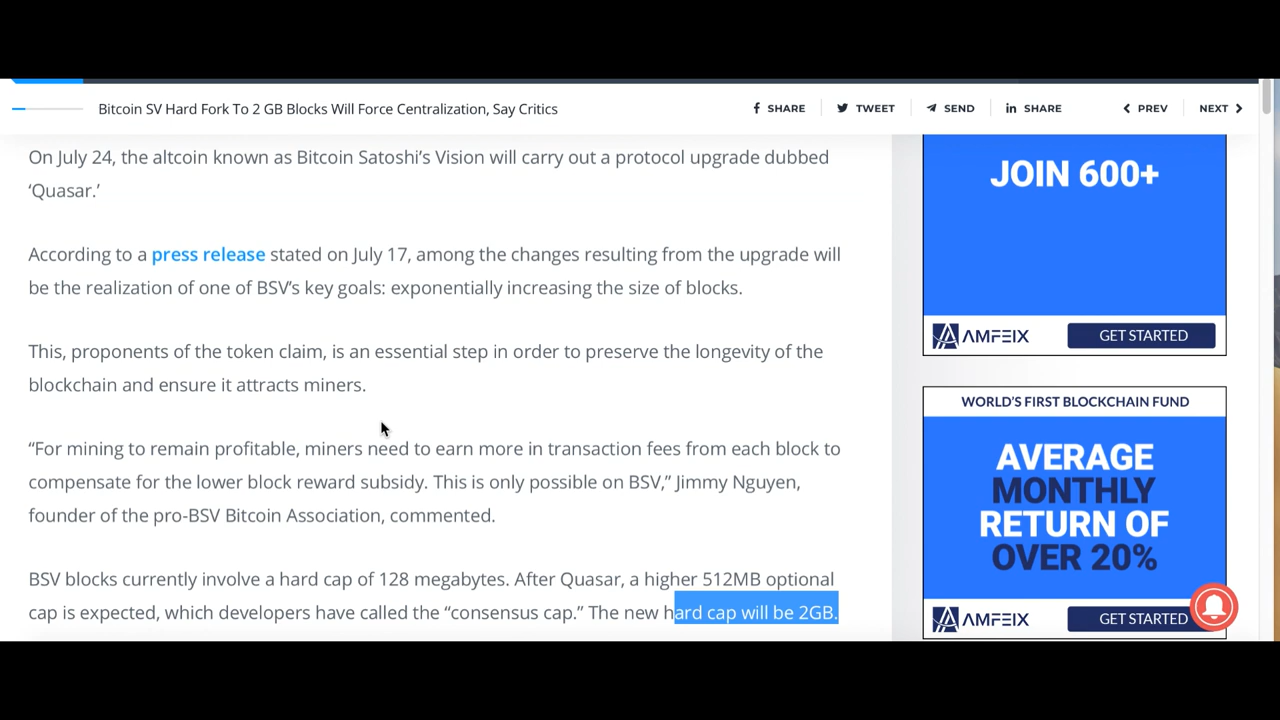 Bitcoin SV Hard Fork To 2 GB Blocks Will Force Centralization, Say Critics
SHARE
TWEET
SEND
SHARE
PREV
NEXT
On July 24, the altcoin known as Bitcoin Satoshi’s Vision will carry out a protocol upgrade dubbed
‘Quasar.’
According to a press release stated on July 17, among the changes resulting from the upgrade will
be the realization of one of BSV’s key goals: exponentially increasing the size of blocks.
This, proponents of the token claim, is an essential step in order to preserve the longevity of the
blockchain and ensure it attracts miners.
“For mining to remain profitable, miners need to earn more in transaction fees from each block to
compensate for the lower block reward subsidy. This is only possible on BSV,” Jimmy Nguyen,
founder of the pro-BSV Bitcoin Association, commented.
BSV blocks currently involve a hard cap of 128 megabytes. After Quasar, a higher 512MB optional
cap is expected, which developers have called the “consensus cap.” The new hard cap will be 2GB.
JOIN 600+
AMFEIX
GET STARTED
WORLD’S FIRST BLOCKCHAIN FUND
AVERAGE
MONTHLY
RETURN OF
OVER 20%
AMFEIX
GET STARTED